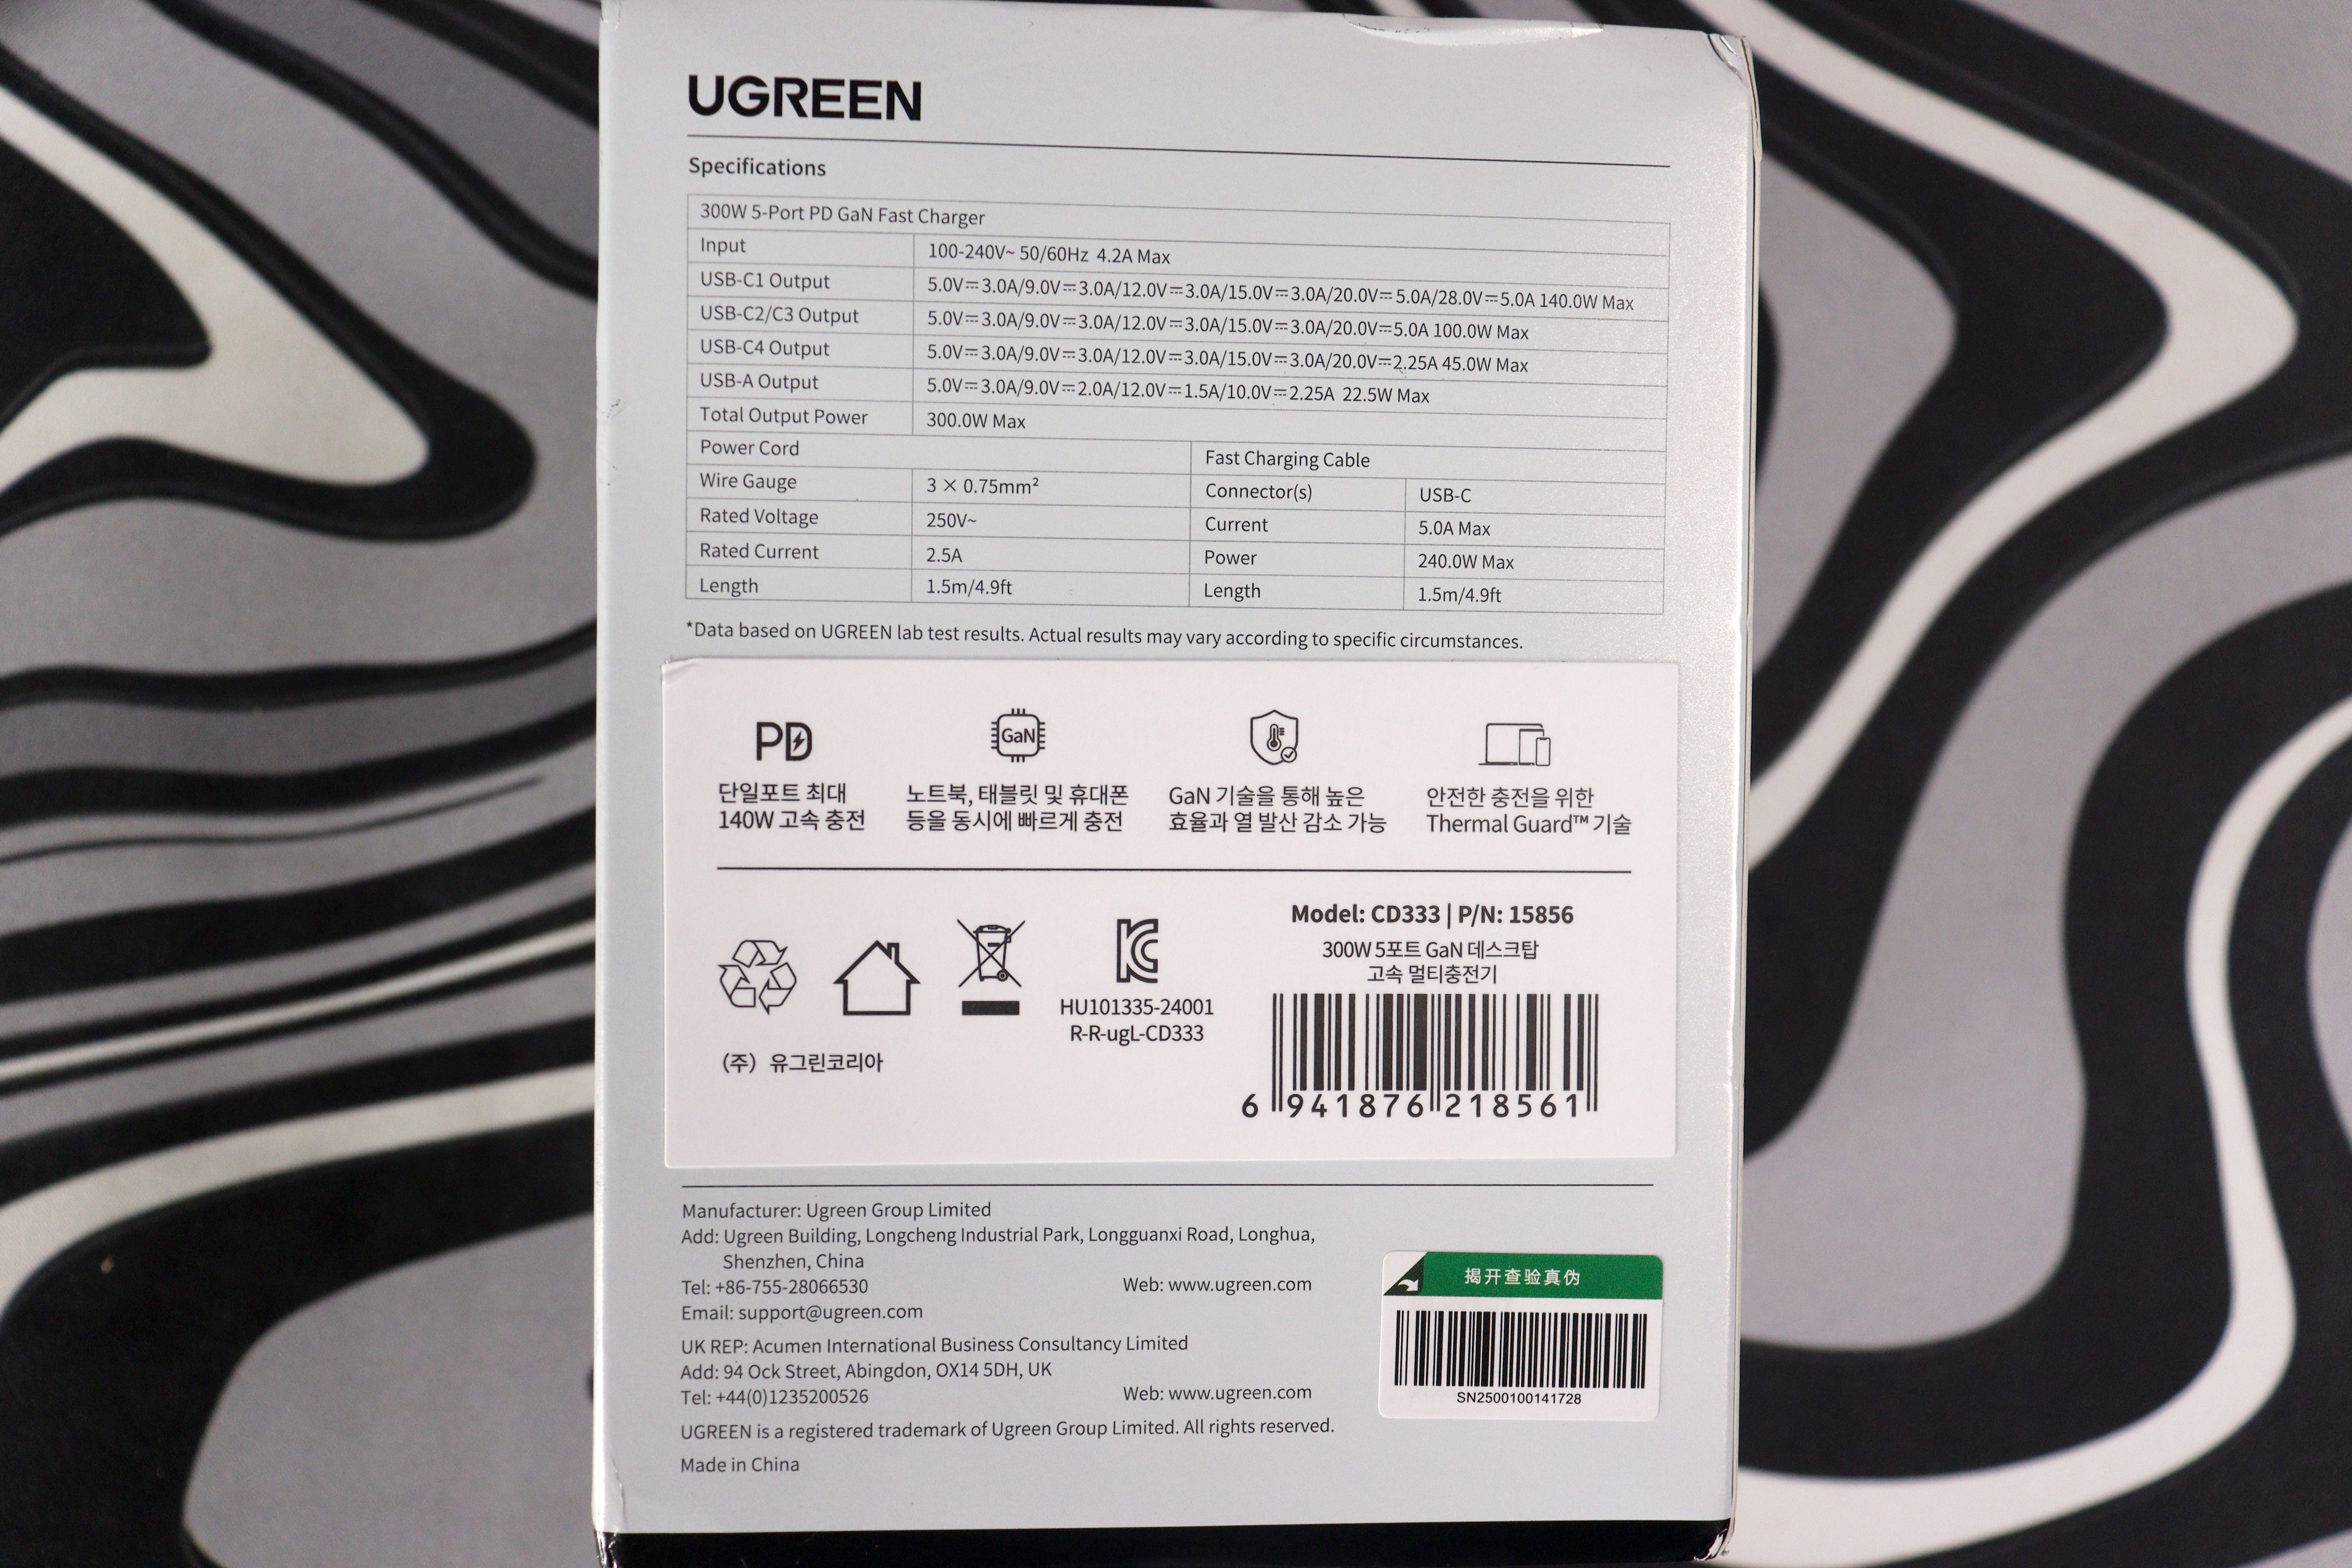 UGREEN
Specifications
300W 5-Port PD GaN Fast Charger
Input 100-240V~ 50/60Hz 4.2A Max
USB-C1 Output 5.0V⎓3.0A/9.0V⎓3.0A/12.0V⎓3.0A/15.0V⎓3.0A/20.0V⎓5.0A/28.0V⎓5.0A 140.0W Max
USB-C2/C3 Output 5.0V⎓3.0A/9.0V⎓3.0A/12.0V⎓3.0A/15.0V⎓3.0A/20.0V⎓5.0A 100.0W Max
USB-C4 Output 5.0V⎓3.0A/9.0V⎓3.0A/12.0V⎓3.0A/15.0V⎓3.0A/20.0V⎓2.25A 45.0W Max
USB-A Output 5.0V⎓3.0A/9.0V⎓2.0A/12.0V⎓1.5A/10.0V⎓2.25A 22.5W Max
Total Output Power 300.0W Max
Power Cord Fast Charging Cable
Wire Gauge 3 × 0.75mm² Connector(s) USB-C
Rated Voltage 250V~ Current 5.0A Max
Rated Current 2.5A Power 240.0W Max
Length 1.5m/4.9ft Length 1.5m/4.9ft
*Data based on UGREEN lab test results. Actual results may vary according to specific circumstances.
PD
단일포트 최대
140W 고속 충전
GaN
노트북, 태블릿 및 휴대폰
등을 동시에 빠르게 충전
GaN 기술을 통해 높은
효율과 열 발산 감소 가능
안전한 충전을 위한
Thermal Guard™ 기술
Model: CD333 | P/N: 15856
300W 5포트 GaN 데스크탑
고속 멀티충전기
6 941876 218561
KC
HU101335-24001
R-R-ugL-CD333
(주) 유그린코리아
Manufacturer: Ugreen Group Limited
Add: Ugreen Building, Longcheng Industrial Park, Longguanxi Road, Longhua,
Shenzhen, China
Tel: +86-755-28066530 Web: www.ugreen.com
Email: support@ugreen.com
UK REP: Acumen International Business Consultancy Limited
Add: 94 Ock Street, Abingdon, OX14 5DH, UK
Tel: +44(0)1235200526 Web: www.ugreen.com
UGREEN is a registered trademark of Ugreen Group Limited. All rights reserved.
Made in China
揭开查验真伪
SN2500100141728